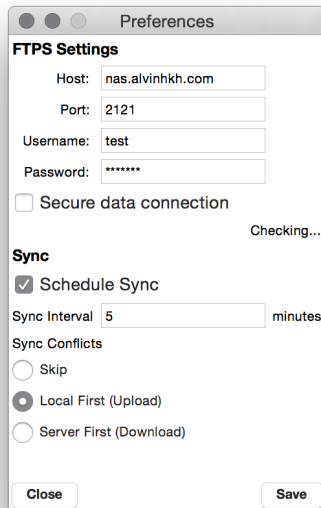 Preferences
FTPS Settings
Host: nas.alvinhkh.com
Port: 2121
Username: test
Password: *******
Secure data connection
Checking...
Sync
Schedule Sync
Sync Interval 5 minutes
Sync Conflicts
Skip
Local First (Upload)
Server First (Download)
Close Save